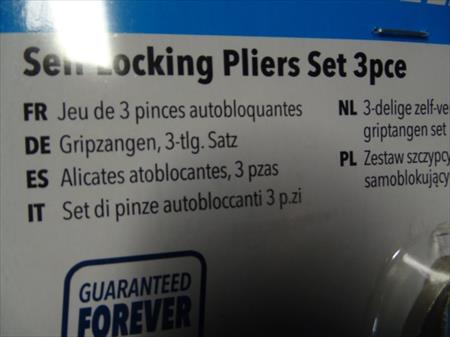 Self Locking Pliers Set 3pce
FR Jeu de 3 pinces autobloquantes
DE Gripzangen, 3-tlg. Satz
ES Alicates atoblocantes, 3 pzas
IT Set di pinze autobloccanti 3 p.zi
NL 3-delige
griptangen set
PL Zestaw
GUARANTEED
FOREVER